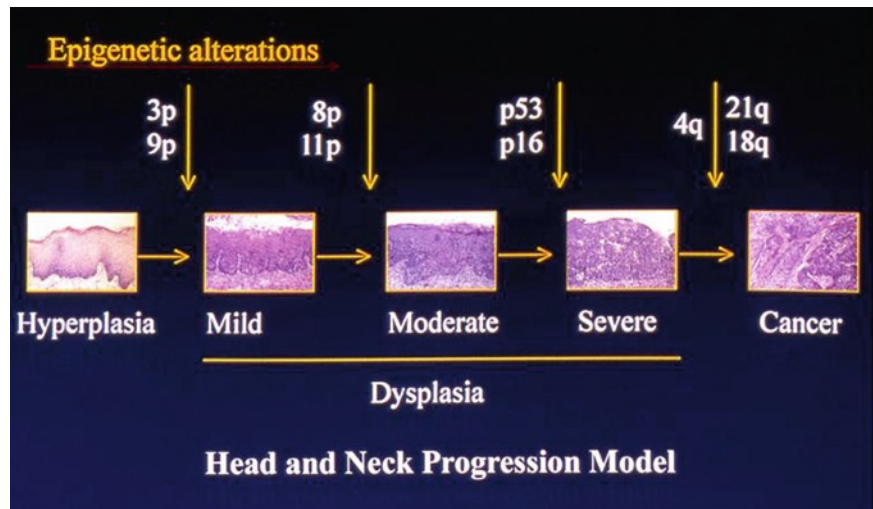 Epigenetic alterations
3p
9p
8p
11p
p53
p16
4q
21q
18q
Hyperplasia
Mild
Moderate
Severe
Cancer
Dysplasia
Head and Neck Progression Model